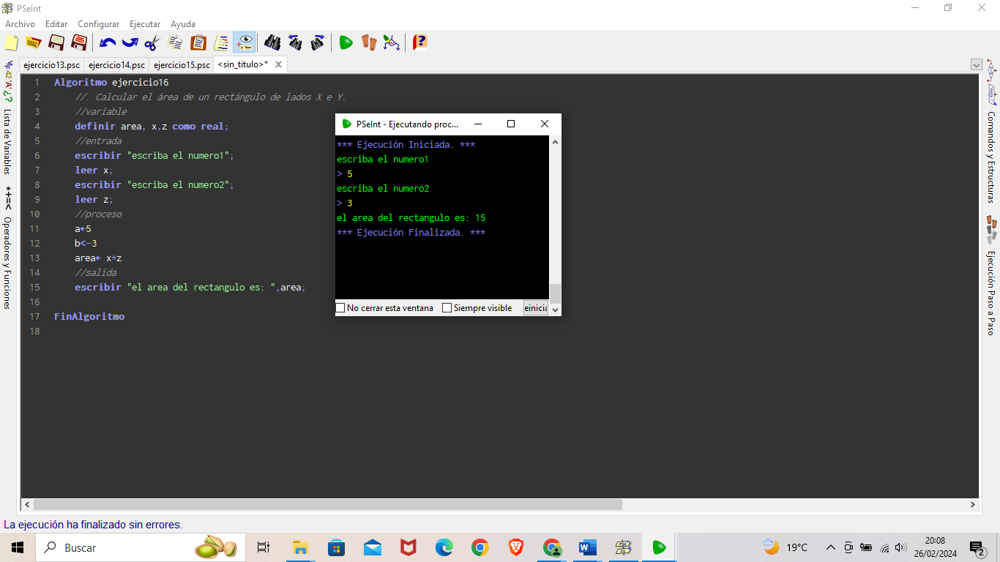 PSeInt
Archivo Editar Configurar Ejecutar Ayuda
ejercicio13.psc ejercicio14.psc ejercicio15.psc <sin_titulo>*
1 Algoritmo ejercicio16
2 //. Calcular el área de un rectángulo de lados X e Y.
3 //variable
4 definir area, x,z como real;
5 //entrada
6 escribir "escriba el numero1";
7 leer x;
8 escribir "escriba el numero2";
9 leer z;
10 //proceso
11 a←5
12 b<-3
13 area← x*z
14 //salida
15 escribir "el area del rectangulo es: ",area;
16
17 FinAlgoritmo
18
PSeInt - Ejecutando proc...
*** Ejecución Iniciada. ***
escriba el numero1
> 5
escriba el numero2
> 3
el area del rectangulo es: 15
*** Ejecución Finalizada. ***
No cerrar esta ventana Siempre visible einicia
42 'A' ¿? Lista de Variables
*+=< Operadores y Funciones
Comandos y Estructuras
Ejecución Paso a Paso
La ejecución ha finalizado sin errores.
Buscar
19°C
20:08
26/02/2024
2